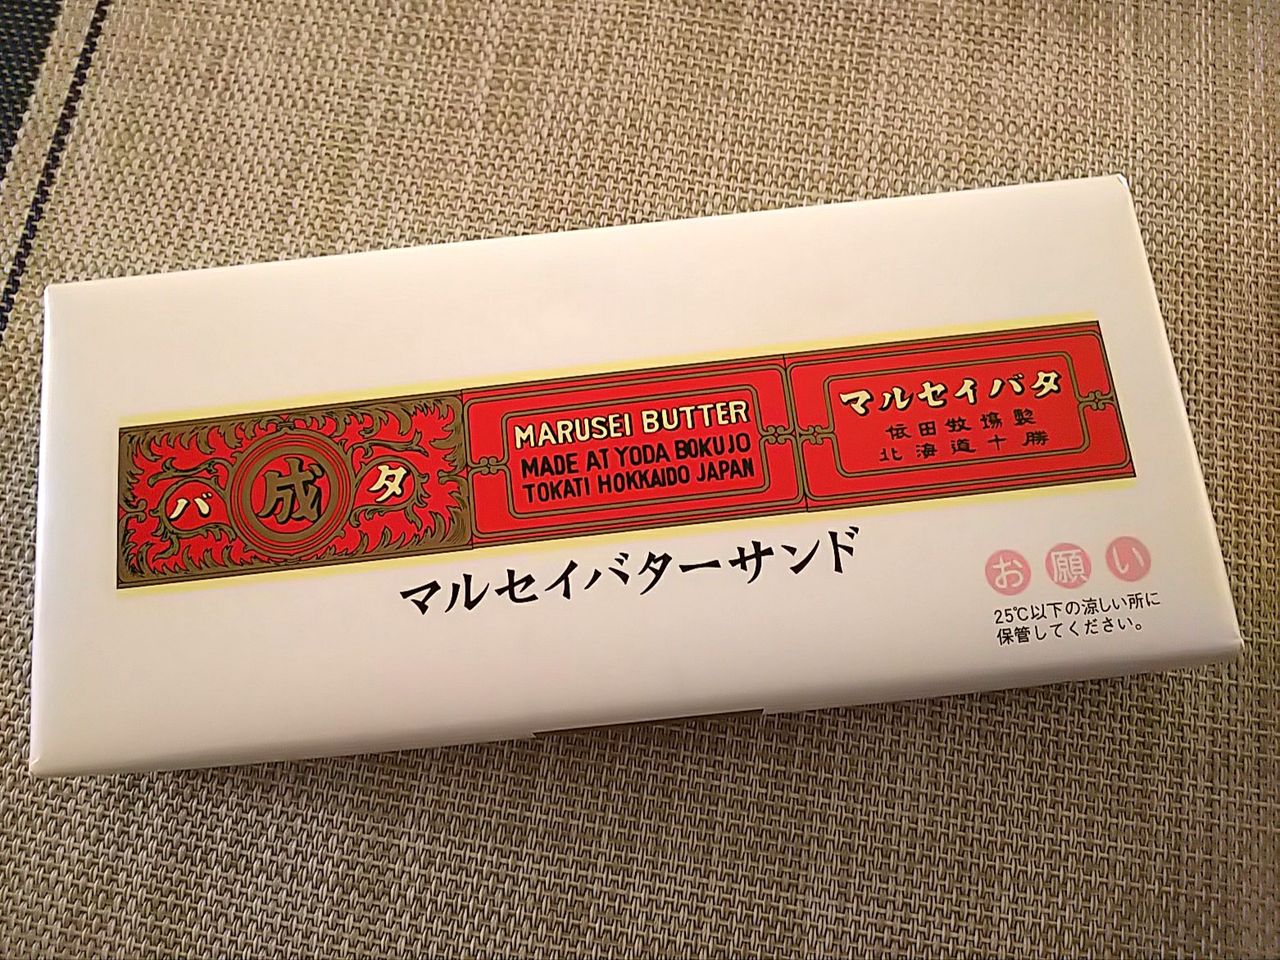 バ 成 タ
MARUSEI BUTTER
MADE AT YODA BOKUJO
TOKATI HOKKAIDO JAPAN
マルセイバタ
依田牧場製
北海道十勝
マルセイバターサンド
お願い
25℃以下の涼しい所に
保管してください。